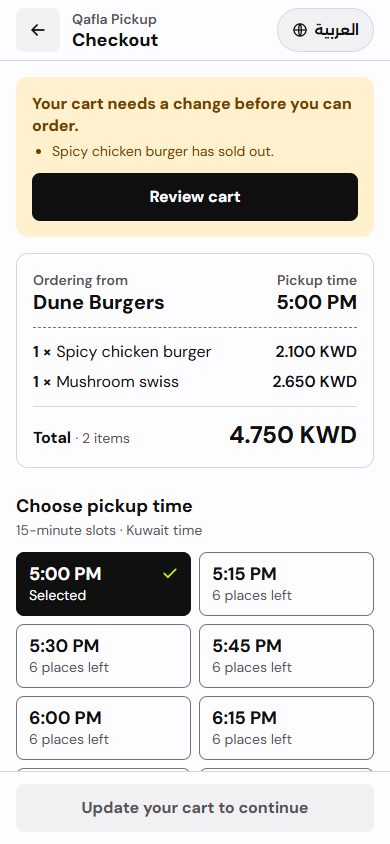 Qafla Pickup
Checkout
العربية
Your cart needs a change before you can
order.
• Spicy chicken burger has sold out.
Review cart
Ordering from
Pickup time
Dune Burgers
5:00 PM
1 × Spicy chicken burger 2.100 KWD
1 × Mushroom swiss 2.650 KWD
Total · 2 items 4.750 KWD
Choose pickup time
15-minute slots · Kuwait time
5:00 PM
Selected
5:15 PM
6 places left
5:30 PM
6 places left
5:45 PM
6 places left
6:00 PM
6 places left
6:15 PM
6 places left
Update your cart to continue